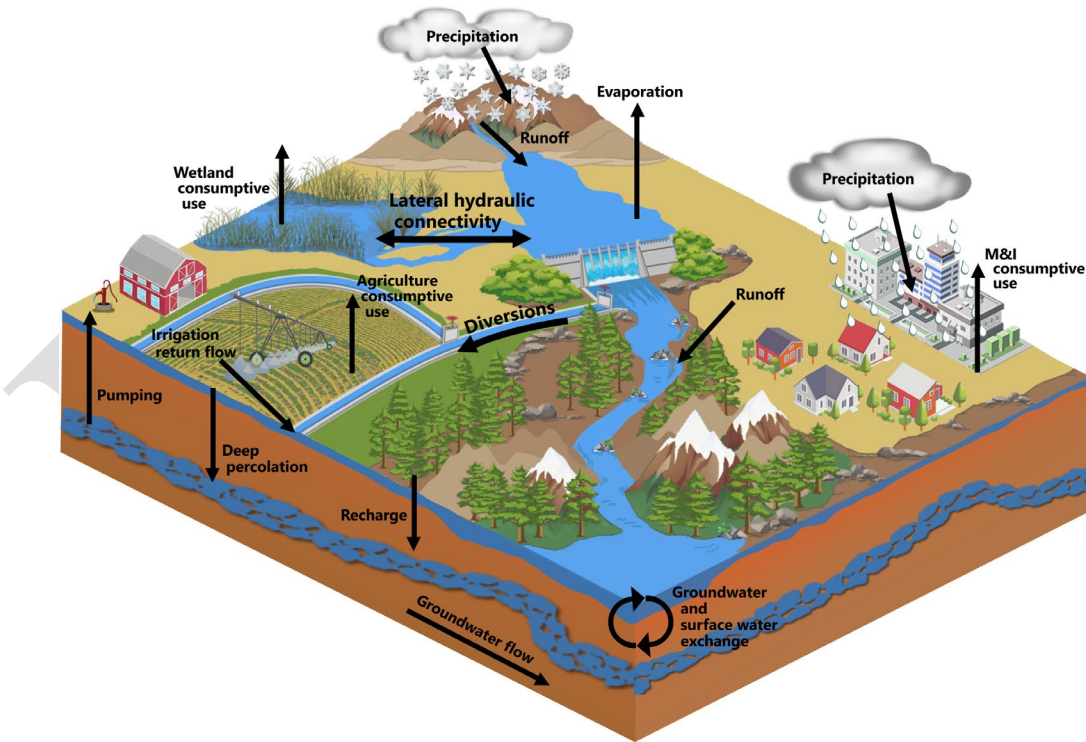 Precipitation
Evaporation
Runoff
Wetland
consumptive
use
Precipitation
Lateral hydraulic
connectivity
M&I
consumptive
use
Agriculture
consumptive
use
Runoff
Diversions
Irrigation
return flow
Pumping
Deep
percolation
Recharge
Groundwater flow
Groundwater
and
surface water
exchange